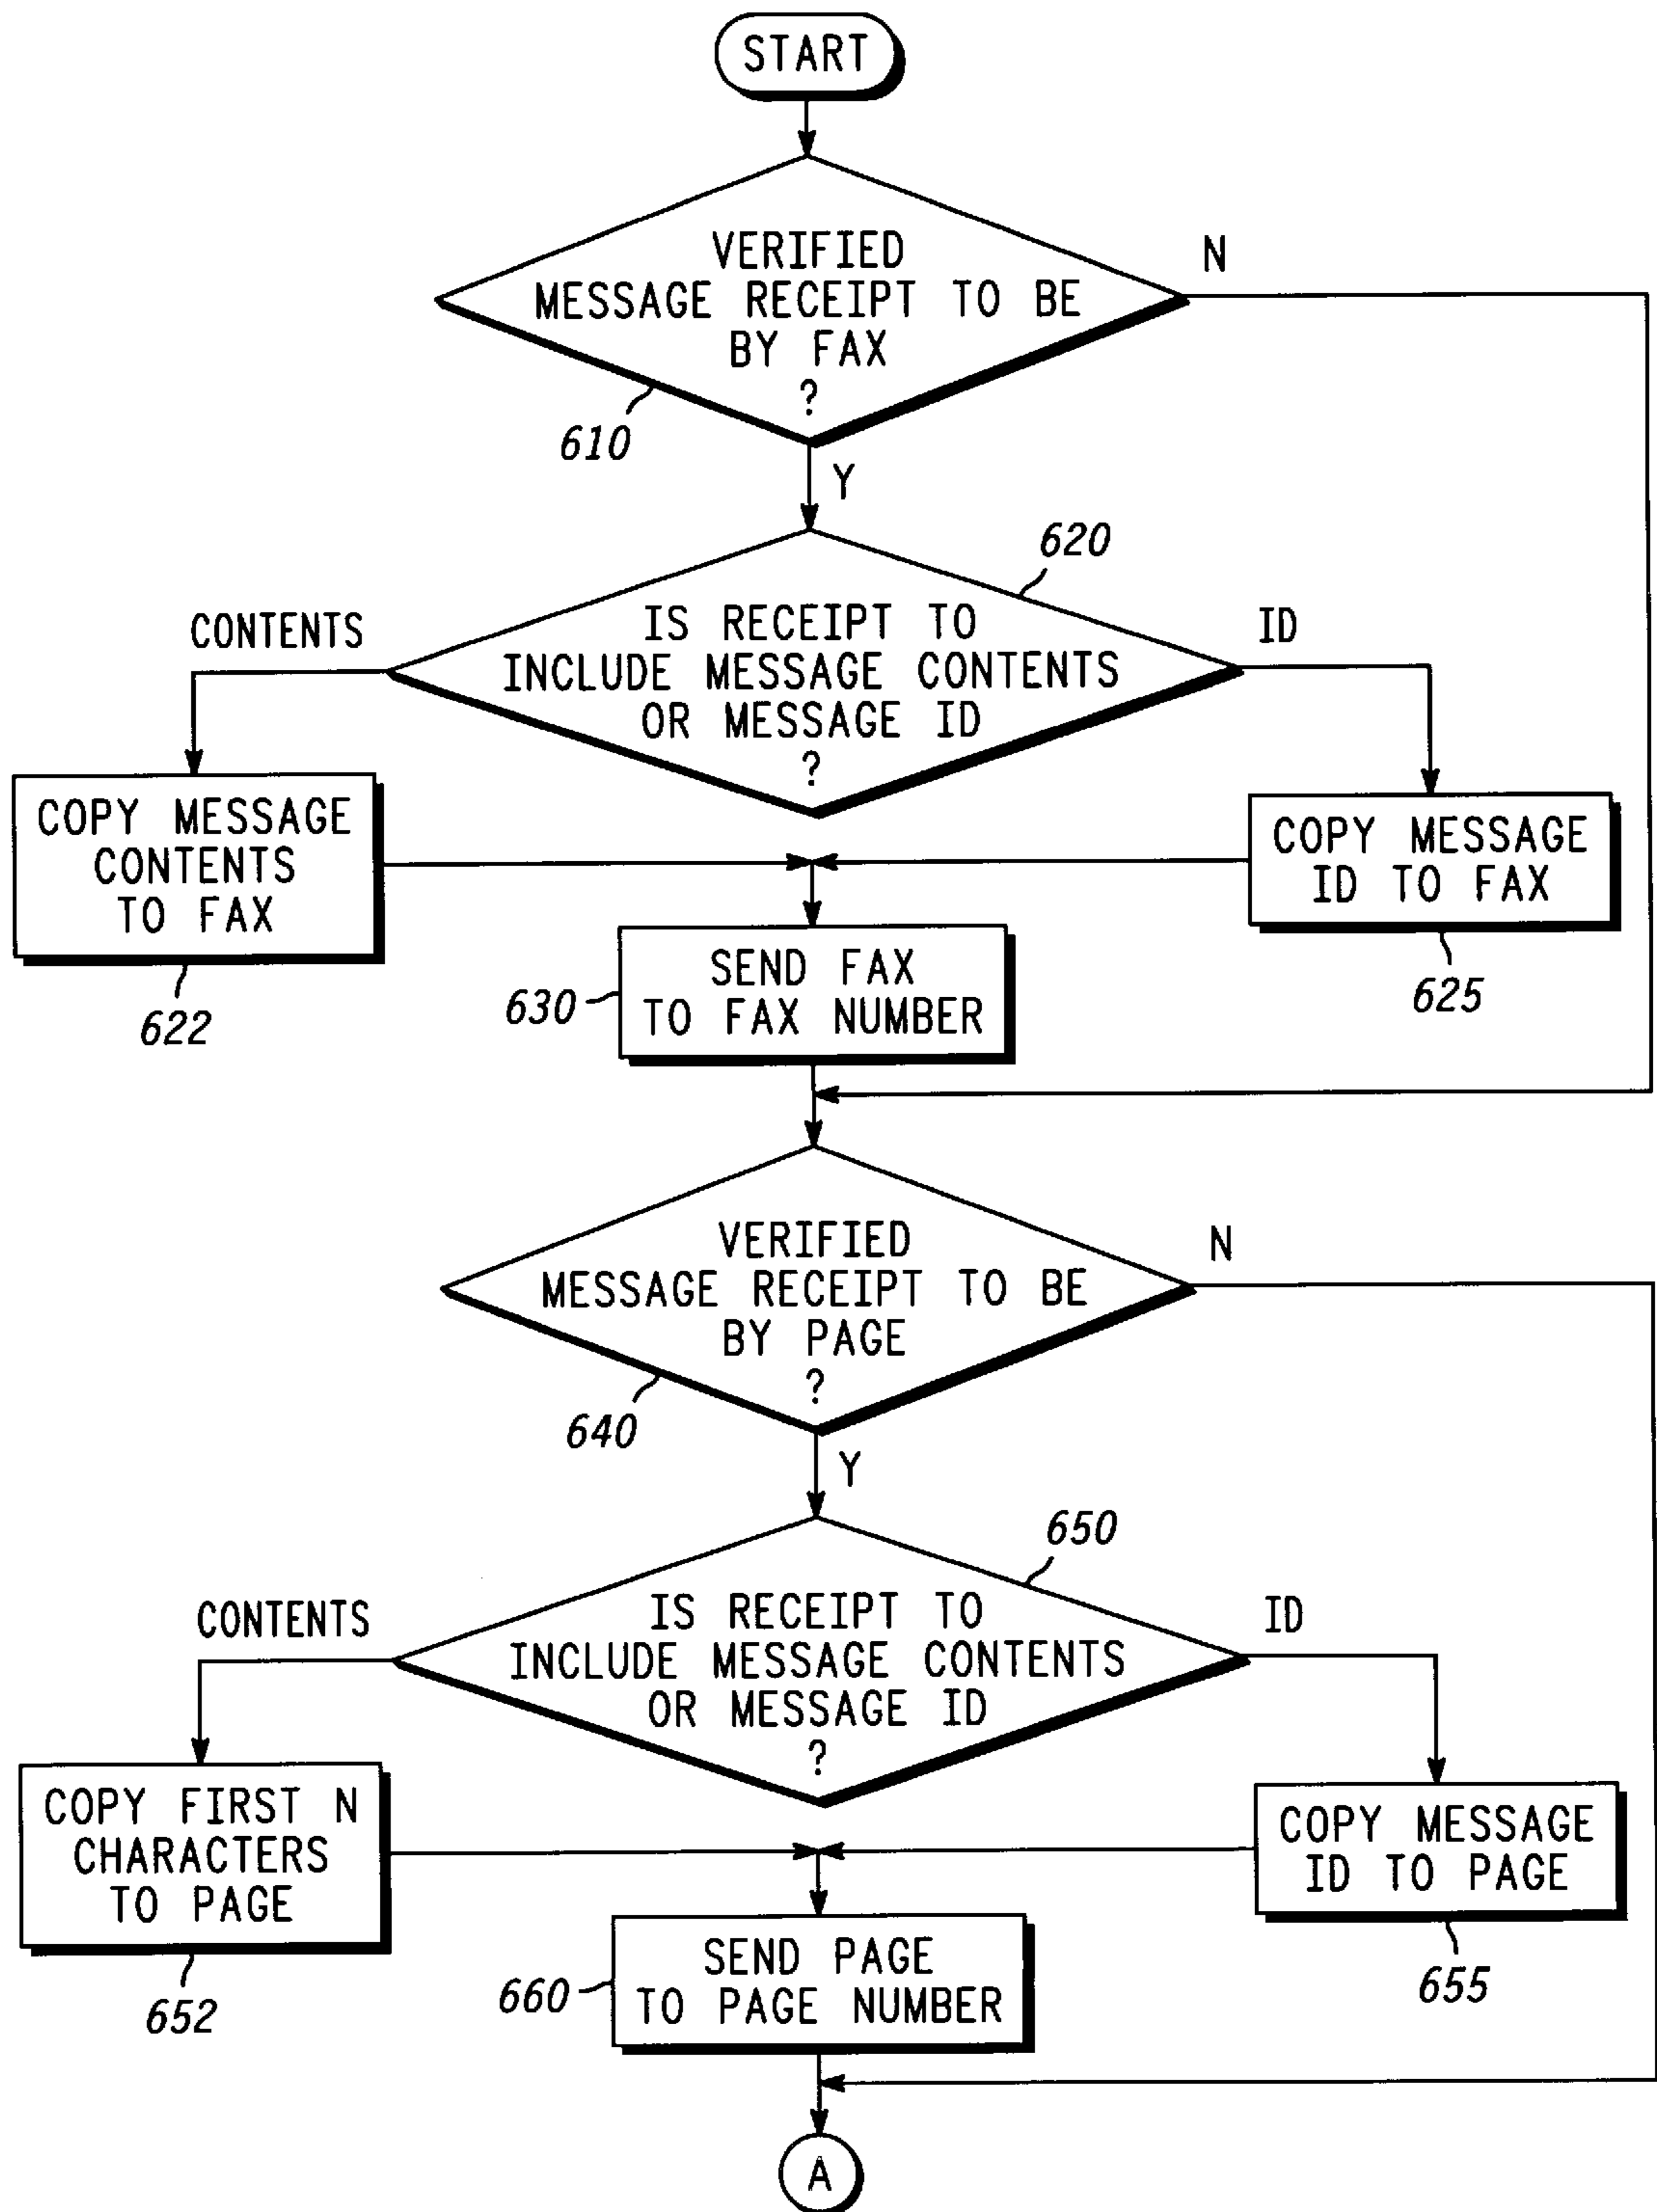 START
VERIFIED
MESSAGE RECEIPT TO BE
BY FAX
?
N
610
Y
620
CONTENTS
IS RECEIPT TO
INCLUDE MESSAGE CONTENTS
OR MESSAGE ID
?
ID
COPY MESSAGE
CONTENTS
TO FAX
622
COPY MESSAGE
ID TO FAX
625
SEND FAX
TO FAX NUMBER
630
VERIFIED
MESSAGE RECEIPT TO BE
BY PAGE
?
N
640
Y
650
CONTENTS
IS RECEIPT TO
INCLUDE MESSAGE CONTENTS
OR MESSAGE ID
?
ID
COPY FIRST N
CHARACTERS
TO PAGE
652
COPY MESSAGE
ID TO PAGE
655
SEND PAGE
TO PAGE NUMBER
660
A